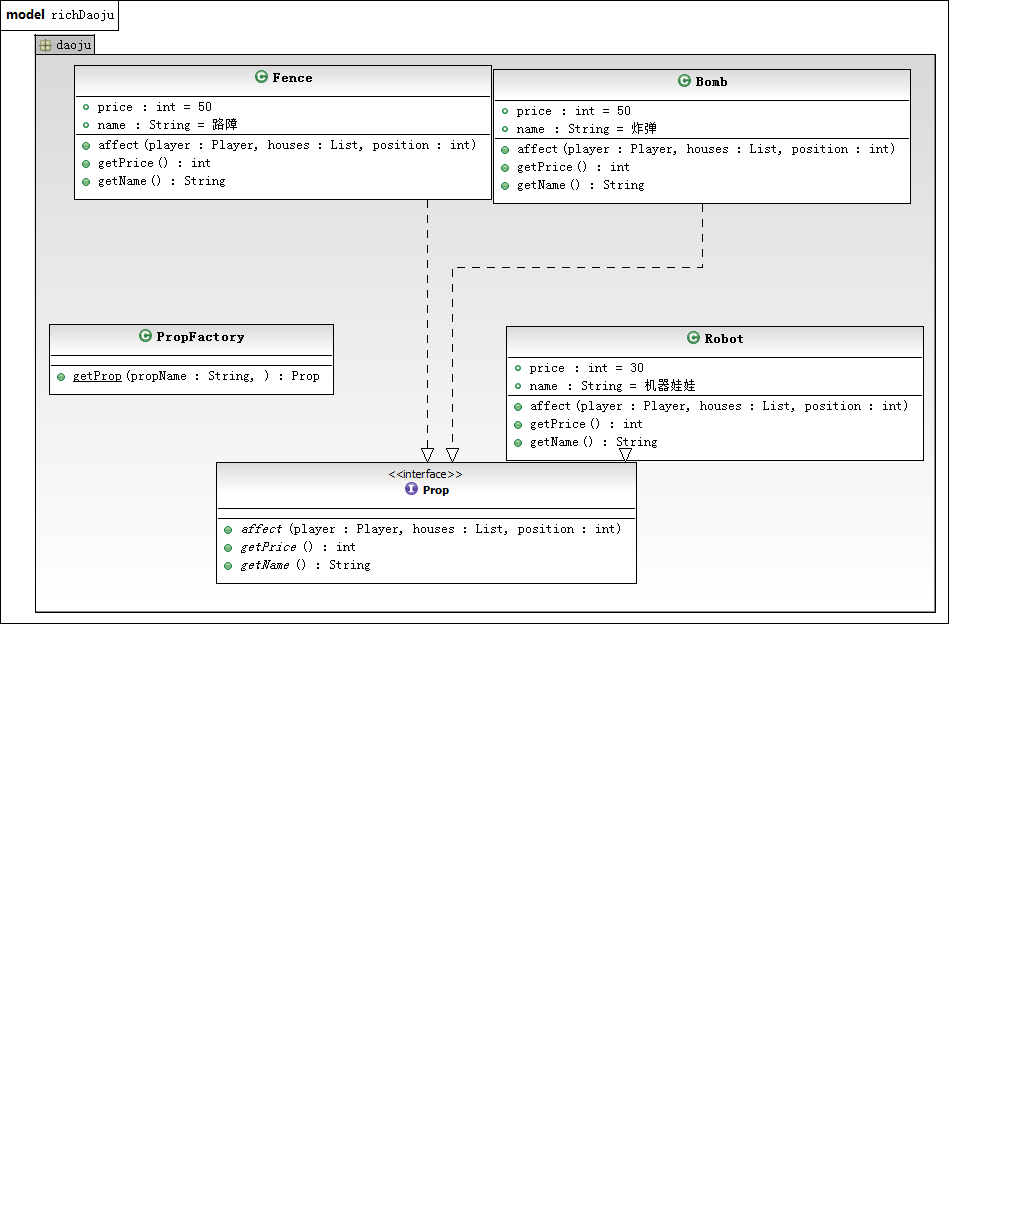 model richDaoju
daoju
Fence
price : int = 50
name : String = 路障
affect(player : Player, houses : List, position : int)
getPrice() : int
getName() : String
Bomb
price : int = 50
name : String = 炸弹
affect(player : Player, houses : List, position : int)
getPrice() : int
getName() : String
PropFactory
getProp(propName : String, ) : Prop
Robot
price : int = 30
name : String = 机器娃娃
affect(player : Player, houses : List, position : int)
getPrice() : int
getName() : String
<<interface>>
Prop
affect(player : Player, houses : List, position : int)
getPrice() : int
getName() : String